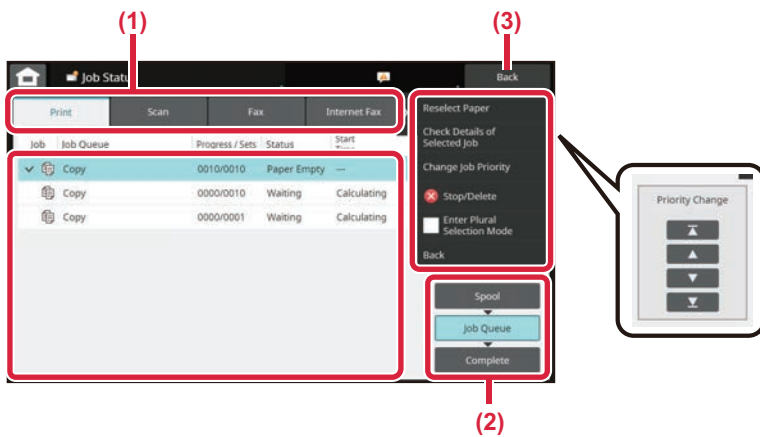 (1)
(3)
Job Statu
Back
Print
Scan
Fax
Internet Fax
Job
Job Queue
Progress / Sets
Status
Start
Copy
0010/0010
Paper Empty
---
Copy
0000/0010
Waiting
Calculating
Copy
0000/0001
Waiting
Calculating
Reselect Paper
Check Details of
Selected Job
Change Job Priority
Stop/Delete
Enter Plural
Selection Mode
Back
Priority Change
Spool
Job Queue
Complete
(2)